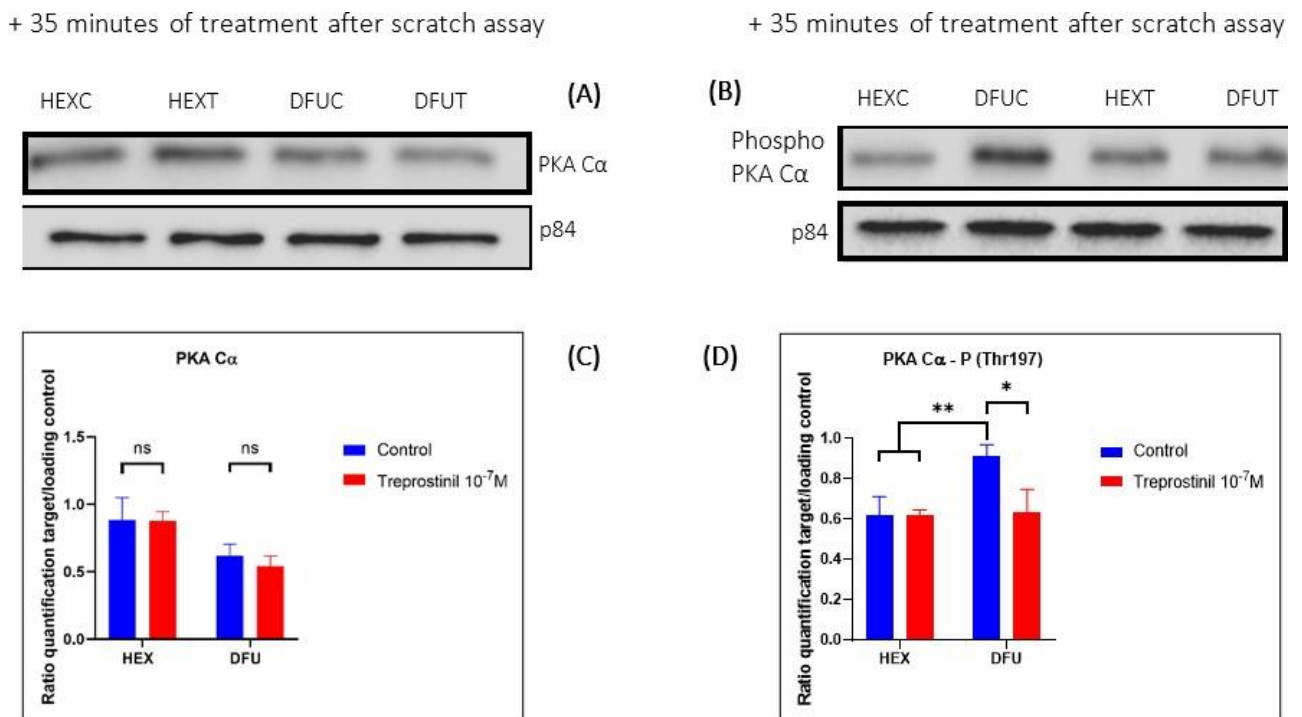 + 35 minutes of treatment after scratch assay
HEXC HEXT DFUC DFUT
(A)
PKA Cα
p84
+ 35 minutes of treatment after scratch assay
(B)
HEXC DFUC HEXT DFUT
Phospho
PKA Cα
p84
(C)
PKA Cα
Ratio quantification target/loading control
1.5
1.0
0.5
0.0
ns ns
HEX DFU
Control
Treprostinil 10⁻⁷M
(D)
PKA Cα - P (Thr197)
Ratio quantification target/loading control
1.0
0.8
0.6
0.4
0.2
0.0
** *
HEX DFU
Control
Treprostinil 10⁻⁷M